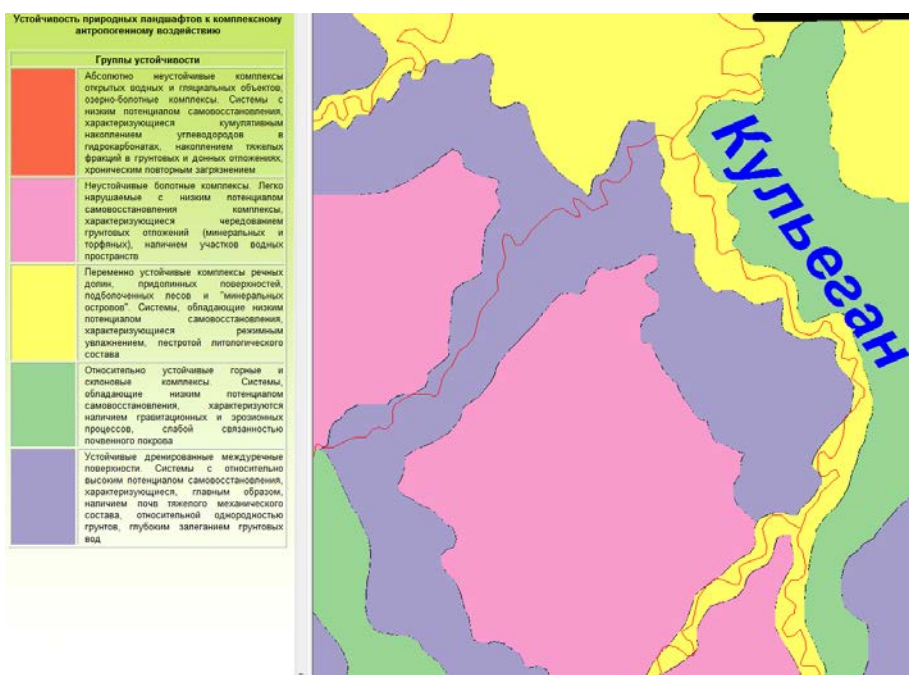 Устойчивость природных ландшафтов к комплексному
антропогенному воздействию
Группы устойчивости
Абсолютно неустойчивые комплексы
открытых водных и гляциальных объектов,
озерно-болотные комплексы. Системы с
низким потенциалом самовосстановления,
характеризующиеся кумулятивным
накоплением углеводородов в
гидрокарбонатах, накоплением тяжелых
фракций в грунтовых и донных отложениях,
хроническим повторным загрязнением
Неустойчивые болотные комплексы. Легко
нарушаемые с низким потенциалом
самовосстановления комплексы,
характеризующиеся чередованием
грунтовых отложений (минеральных и
торфяных), наличием участков водных
пространств
Переменно устойчивые комплексы речных
долин, придолинных поверхностей,
подболоченных лесов и "минеральных
островов". Системы, обладающие низким
потенциалом самовосстановления,
характеризующиеся режимным
увлажнением, пестротой литологического
состава
Относительно устойчивые горные и
склоновые комплексы. Системы,
обладающие низким потенциалом
самовосстановления, характеризуются
наличием гравитационных и эрозионных
процессов, слабой связанностью
почвенного покрова
Устойчивые дренированные междуречные
поверхности. Системы с относительно
высоким потенциалом самовосстановления,
характеризующиеся, главным образом,
наличием почв тяжелого механического
состава, относительной однородностью
грунтов, глубоким залеганием грунтовых
вод
Кульеган